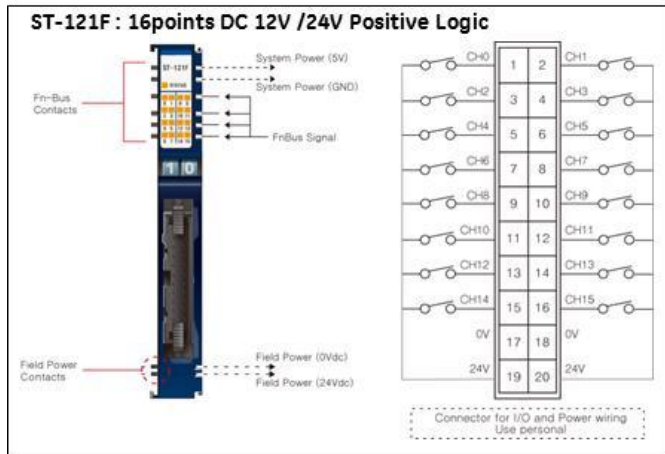 ST-121F : 16points DC 12V /24V Positive Logic
ST-121F
STATUS
Fn-Bus
Contacts
System Power (5V)
System Power (GND)
FnBus Signal
1 0
Field Power
Contacts
Field Power (0Vdc)
Field Power (24Vdc)
CH0 1 2 CH1
CH2 3 4 CH3
CH4 5 6 CH5
CH6 7 8 CH7
CH8 9 10 CH9
CH10 11 12 CH11
CH12 13 14 CH13
CH14 15 16 CH15
0V 17 18 0V
24V 19 20 24V
Connector for I/O and Power wiring
Use personal